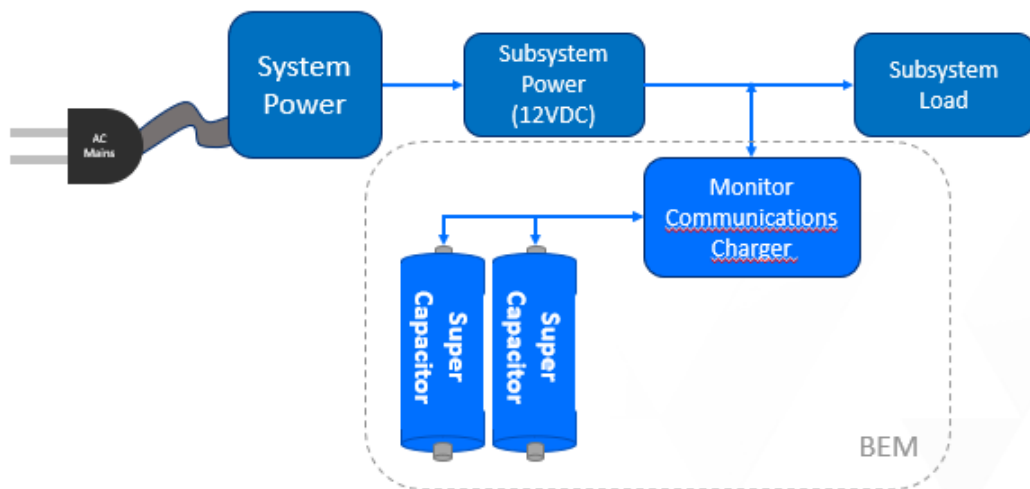 AC
Mains
System
Power
Subsystem
Power
(12VDC)
Subsystem
Load
Monitor
Communications
Charger
Super
Capacitor
Super
Capacitor
BEM